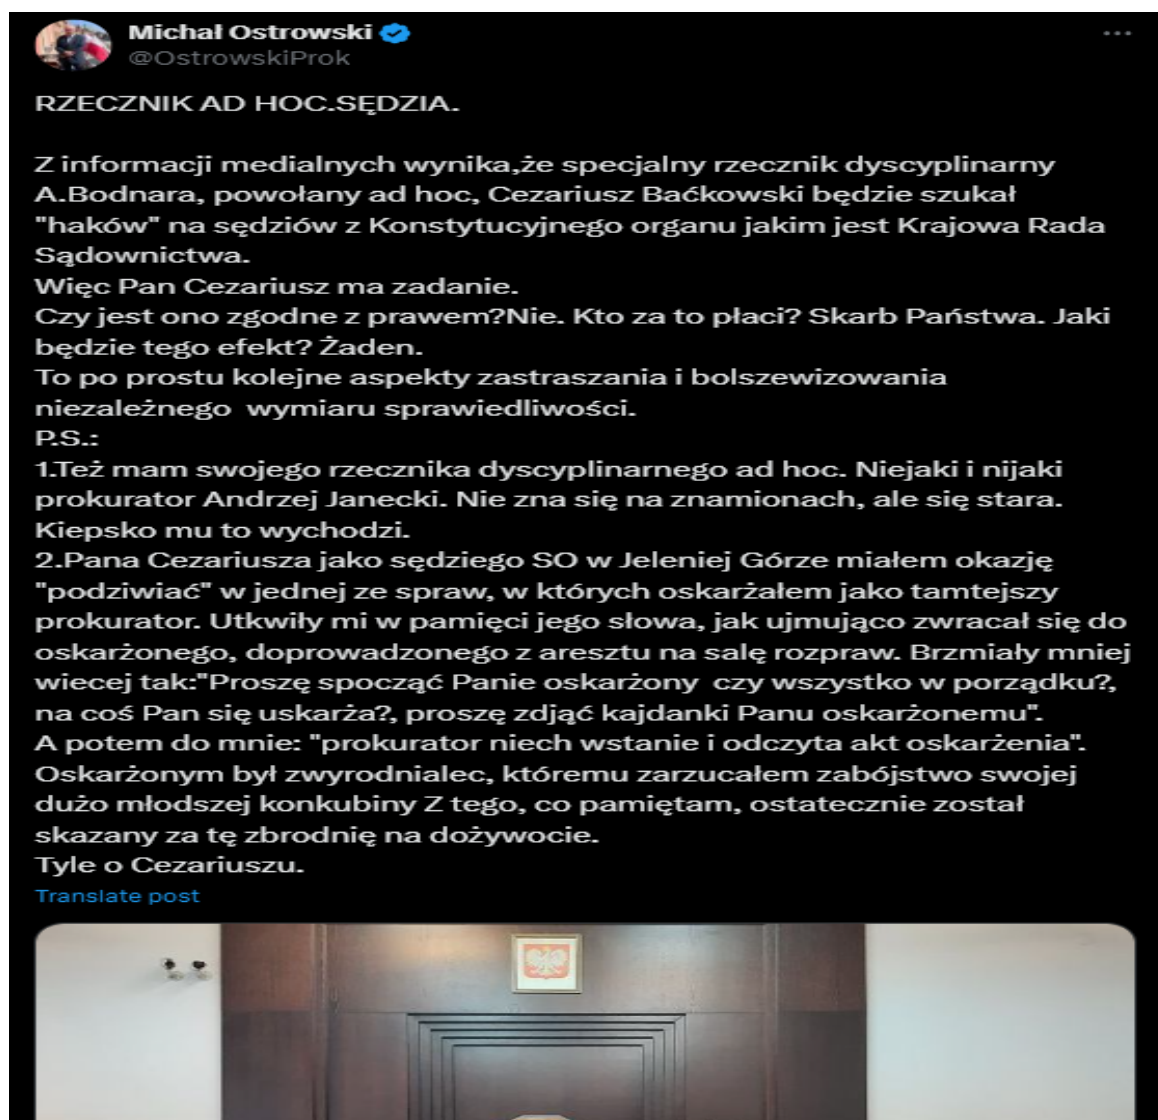 Michał Ostrowski
@OstrowskiProk
RZECZNIK AD HOC.SĘDZIA.
Z informacji medialnych wynika,że specjalny rzecznik dyscyplinarny
A.Bodnara, powołany ad hoc, Cezariusz Baćkowski będzie szukał
"haków" na sędziów z Konstytucyjnego organu jakim jest Krajowa Rada
Sądownictwa.
Więc Pan Cezariusz ma zadanie.
Czy jest ono zgodne z prawem?Nie. Kto za to płaci? Skarb Państwa. Jaki
będzie tego efekt? Żaden.
To po prostu kolejne aspekty zastraszania i bolszewizowania
niezależnego  wymiaru sprawiedliwości.
P.S.:
1.Też mam swojego rzecznika dyscyplinarnego ad hoc. Niejaki i nijaki
prokurator Andrzej Janecki. Nie zna się na znamionach, ale się stara.
Kiepsko mu to wychodzi.
2.Pana Cezariusza jako sędziego SO w Jeleniej Górze miałem okazję
"podziwiać" w jednej ze spraw, w których oskarżałem jako tamtejszy
prokurator. Utkwiły mi w pamięci jego słowa, jak ujmująco zwracał się do
oskarżonego, doprowadzonego z aresztu na salę rozpraw. Brzmiały mniej
wiecej tak:"Proszę spocząć Panie oskarżony  czy wszystko w porządku?,
na coś Pan się uskarża?, proszę zdjąć kajdanki Panu oskarżonemu".
A potem do mnie: "prokurator niech wstanie i odczyta akt oskarżenia".
Oskarżonym był zwyrodnialec, któremu zarzucałem zabójstwo swojej
dużo młodszej konkubiny Z tego, co pamiętam, ostatecznie został
skazany za tę zbrodnię na dożywocie.
Tyle o Cezariuszu.
Translate post